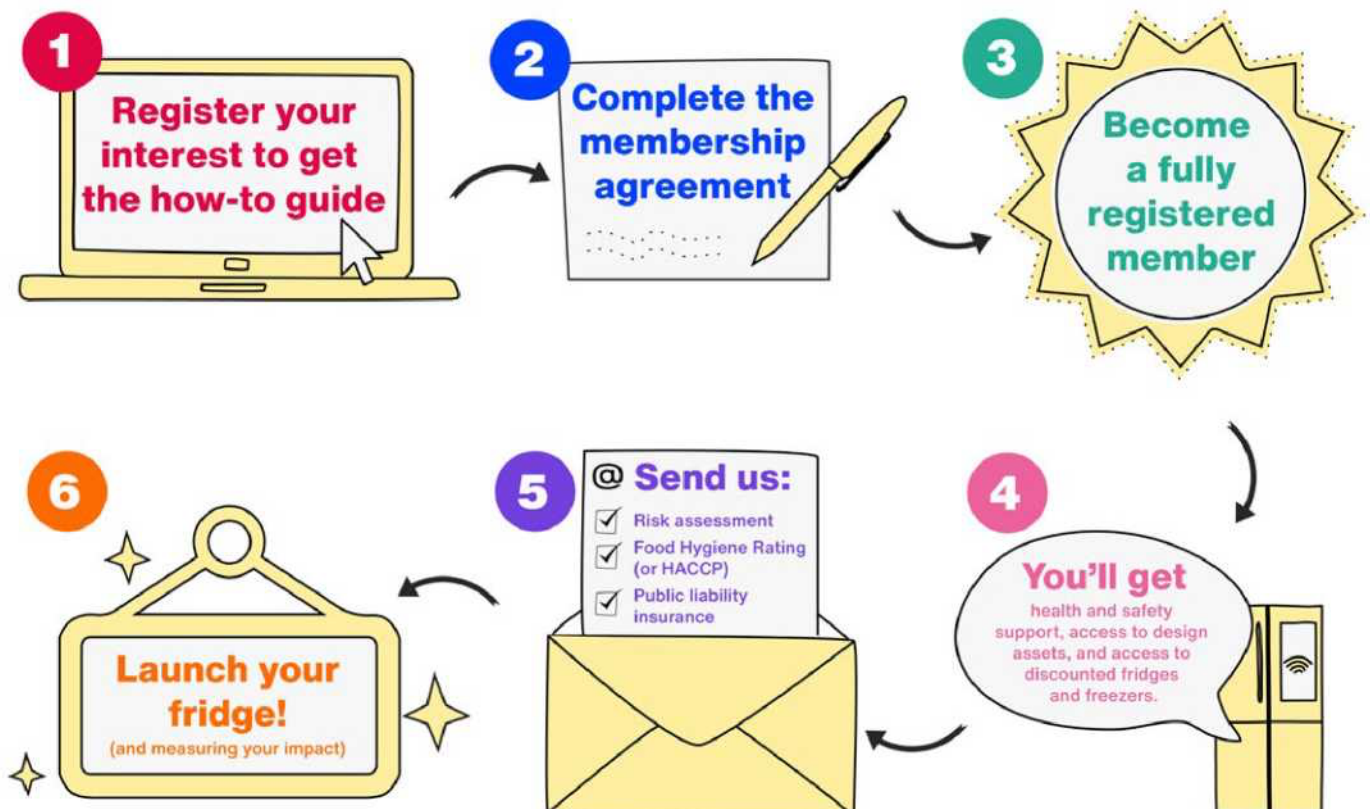 1
Register your
interest to get
the how-to guide
2
Complete the
membership
agreement
3
Become
a fully
registered
member
4
You'll get
health and safety
support, access to design
assets, and access to
discounted fridges
and freezers.
5
@ Send us:
Risk assessment
Food Hygiene Rating
(or HACCP)
Public liability
insurance
6
Launch your
fridge!
(and measuring your impact)